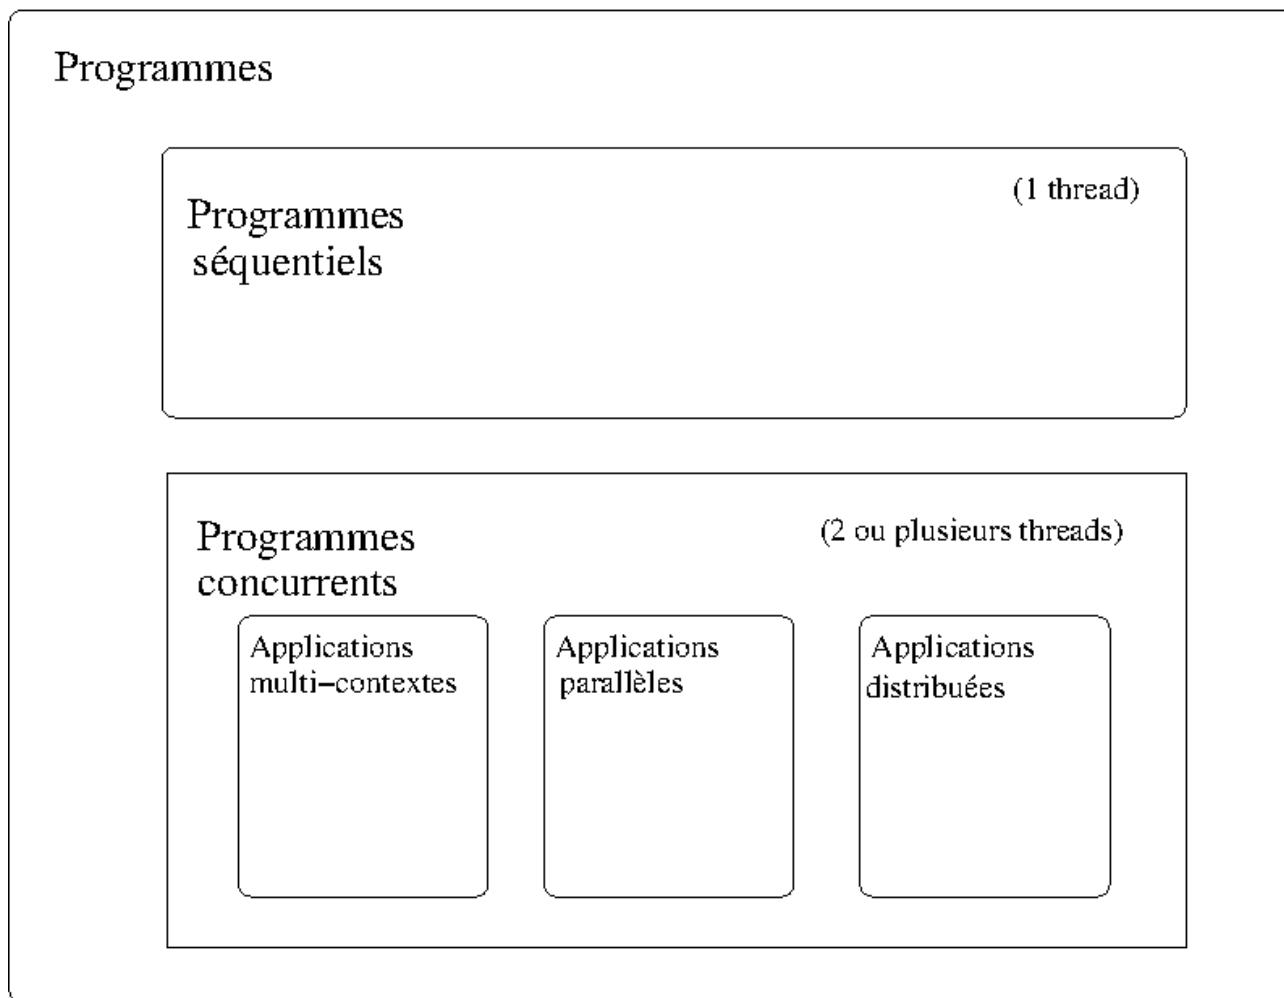 Programmes
(1 thread)
Programmes
séquentiels
Programmes
(2 ou plusieurs threads)
concurrents
Applications
multi−contextes
Applications
parallèles
Applications
distribuées